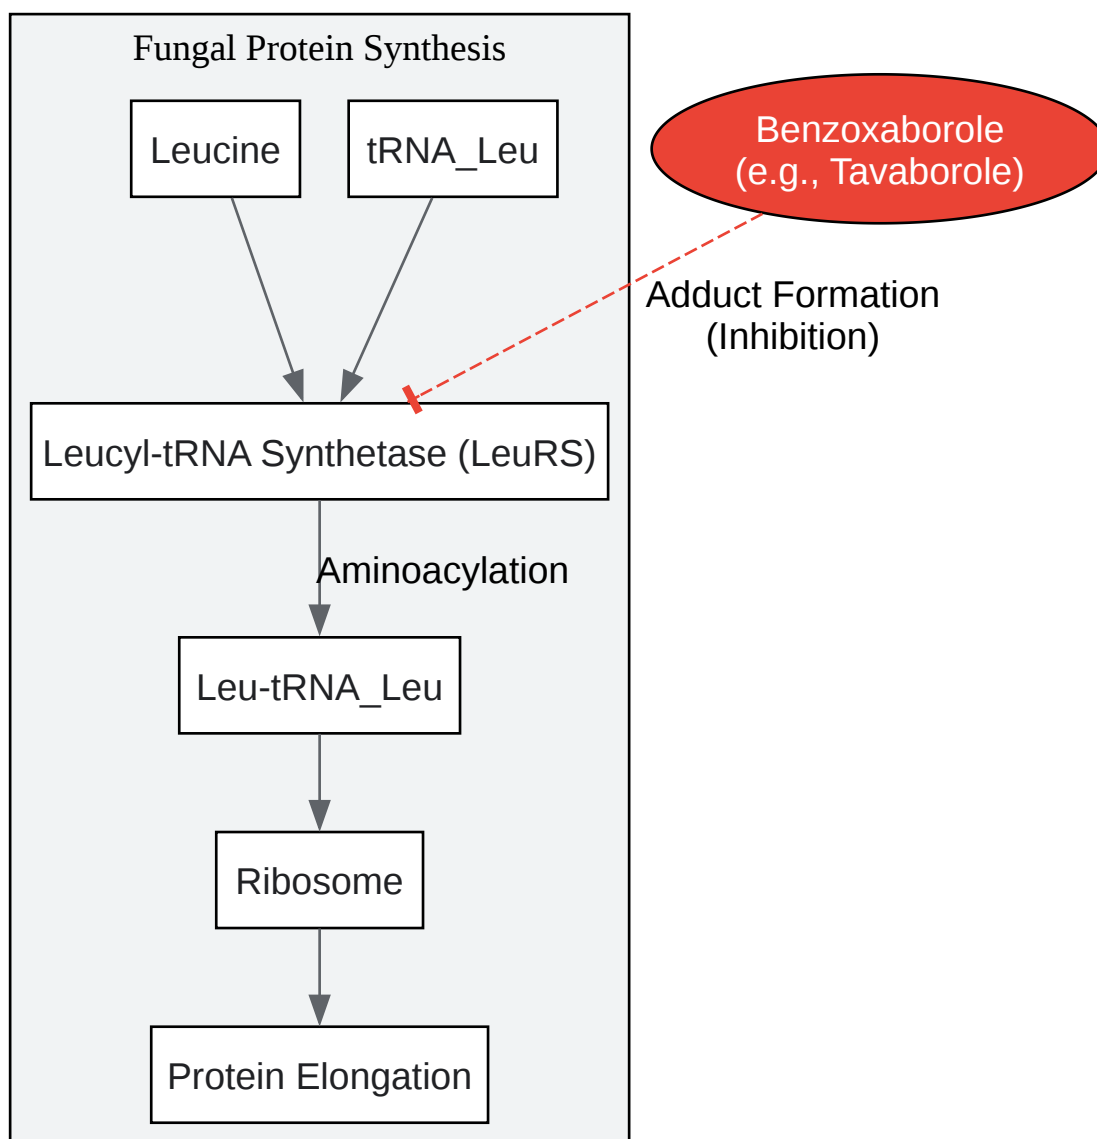 Fungal Protein Synthesis
Leucine
tRNA_Leu
Benzoxaborole
(e.g., Tavaborole)
Adduct Formation
(Inhibition)
Leucyl-tRNA Synthetase (LeuRS)
Aminoacylation
Leu-tRNA_Leu
Ribosome
Protein Elongation